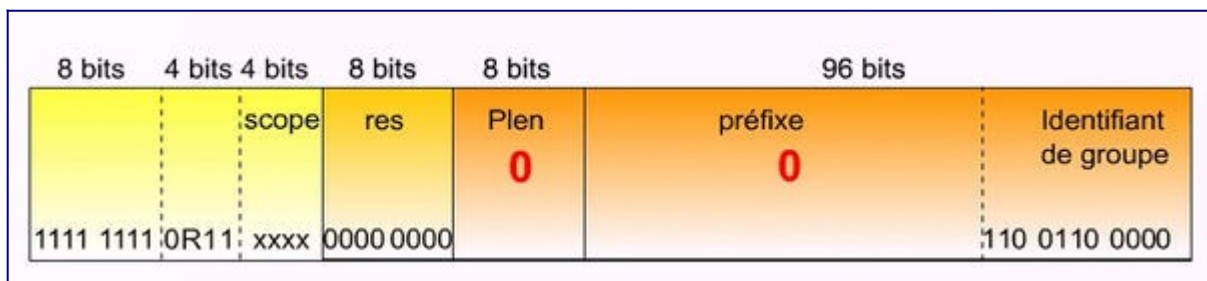 8 bits 4 bits 4 bits 8 bits 8 bits 96 bits
scope res Plen préfixe Identifiant
de groupe
0 0
1111 1111 0R11 xxxx 0000 0000 110 0110 0000